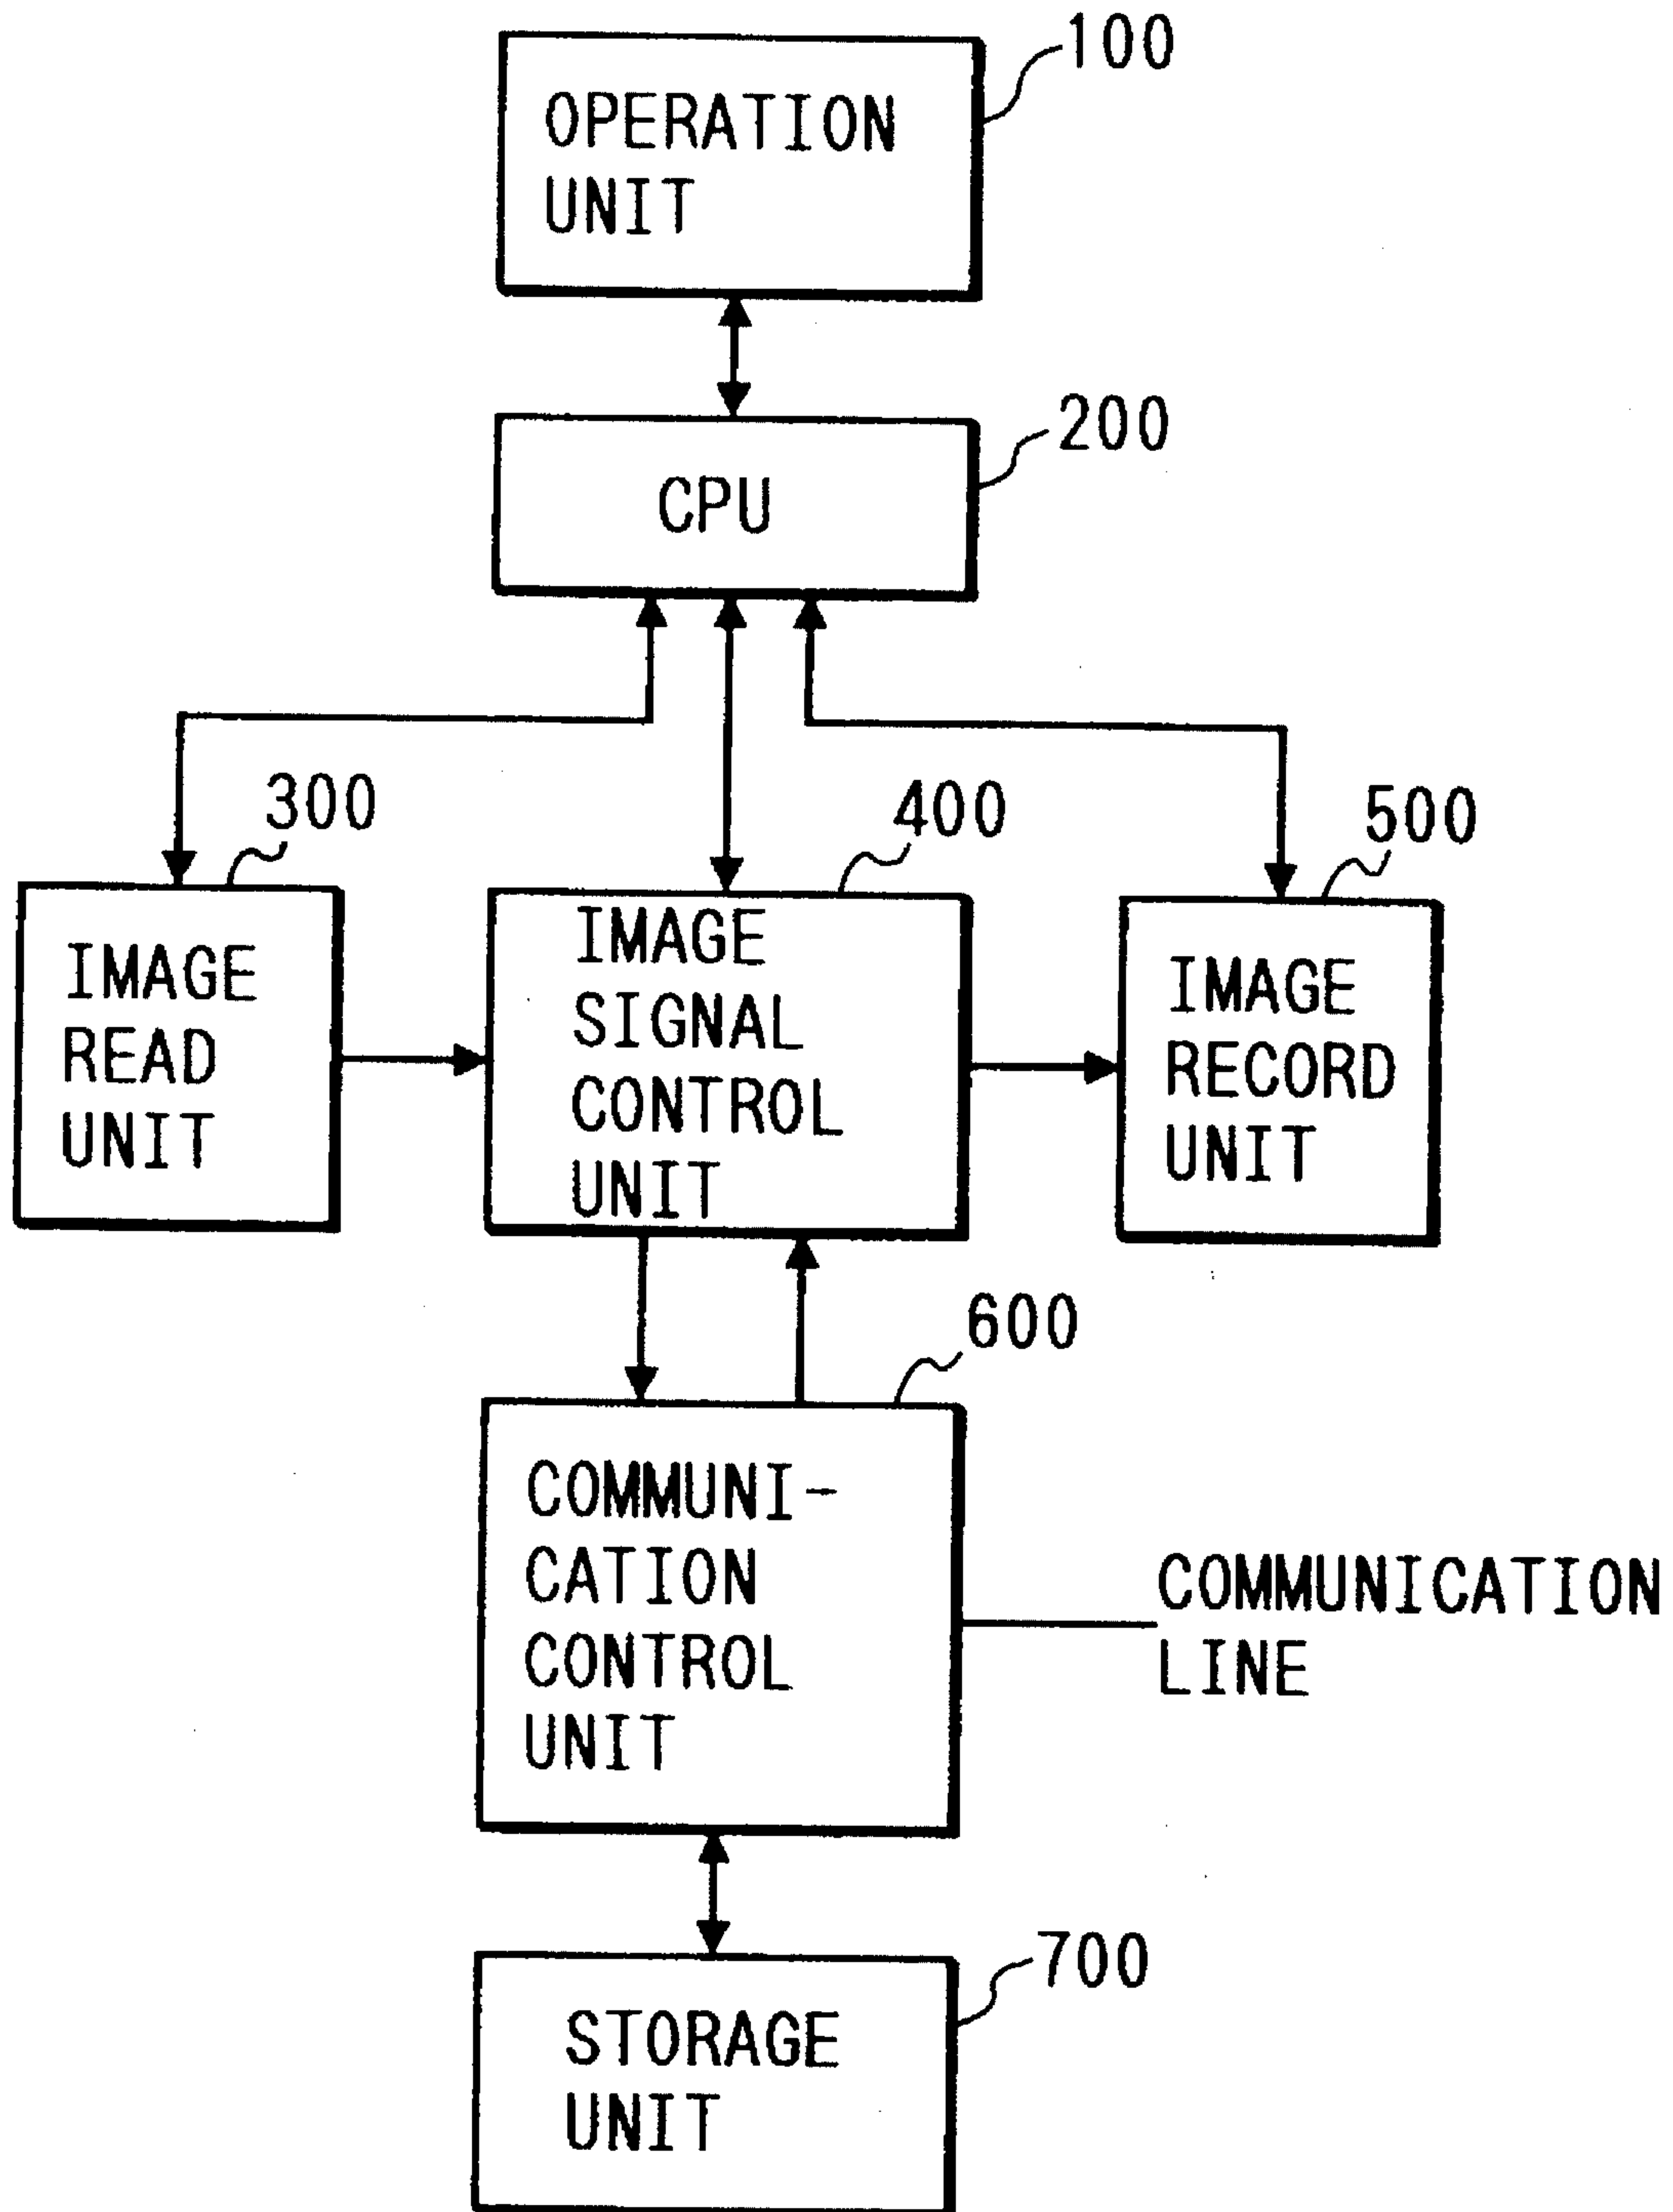 100
OPERATION
UNIT
200
CPU
300
400
500
IMAGE
READ
UNIT
IMAGE
SIGNAL
CONTROL
UNIT
IMAGE
RECORD
UNIT
600
COMMUNI-
CATION
CONTROL
UNIT
COMMUNICATION
LINE
700
STORAGE
UNIT